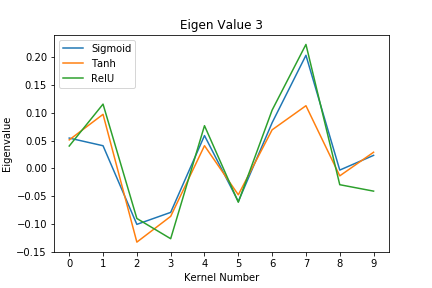 Eigen Value 3
Sigmoid
Tanh
RelU
Eigenvalue
0.20
0.15
0.10
0.05
0.00
−0.05
−0.10
−0.15
0 1 2 3 4 5 6 7 8 9
Kernel Number